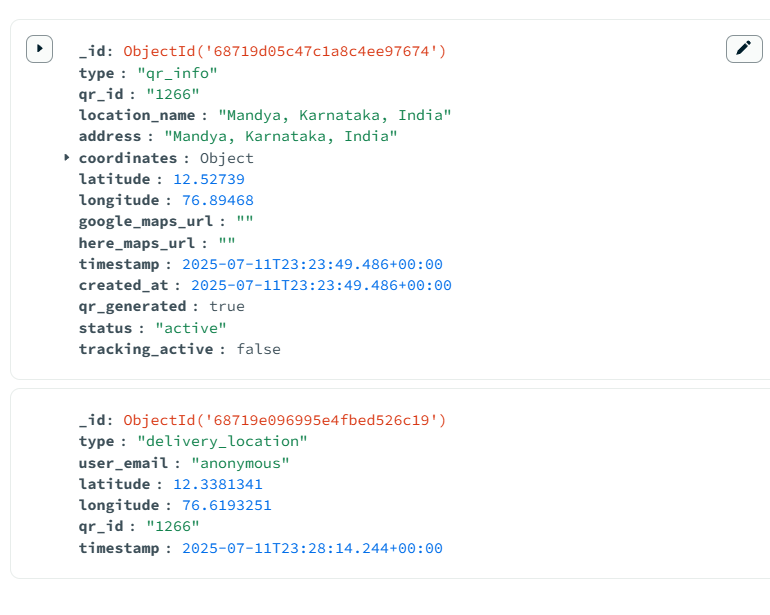 _id: ObjectId('68719d05c47c1a8c4ee97674')
type : "qr_info"
qr_id : "1266"
location_name : "Mandya, Karnataka, India"
address : "Mandya, Karnataka, India"
coordinates : Object
latitude : 12.52739
longitude : 76.89468
google_maps_url : ""
here_maps_url : ""
timestamp : 2025-07-11T23:23:49.486+00:00
created_at : 2025-07-11T23:23:49.486+00:00
qr_generated : true
status : "active"
tracking_active : false
_id: ObjectId('68719e096995e4fbed526c19')
type : "delivery_location"
user_email : "anonymous"
latitude : 12.3381341
longitude : 76.6193251
qr_id : "1266"
timestamp : 2025-07-11T23:28:14.244+00:00